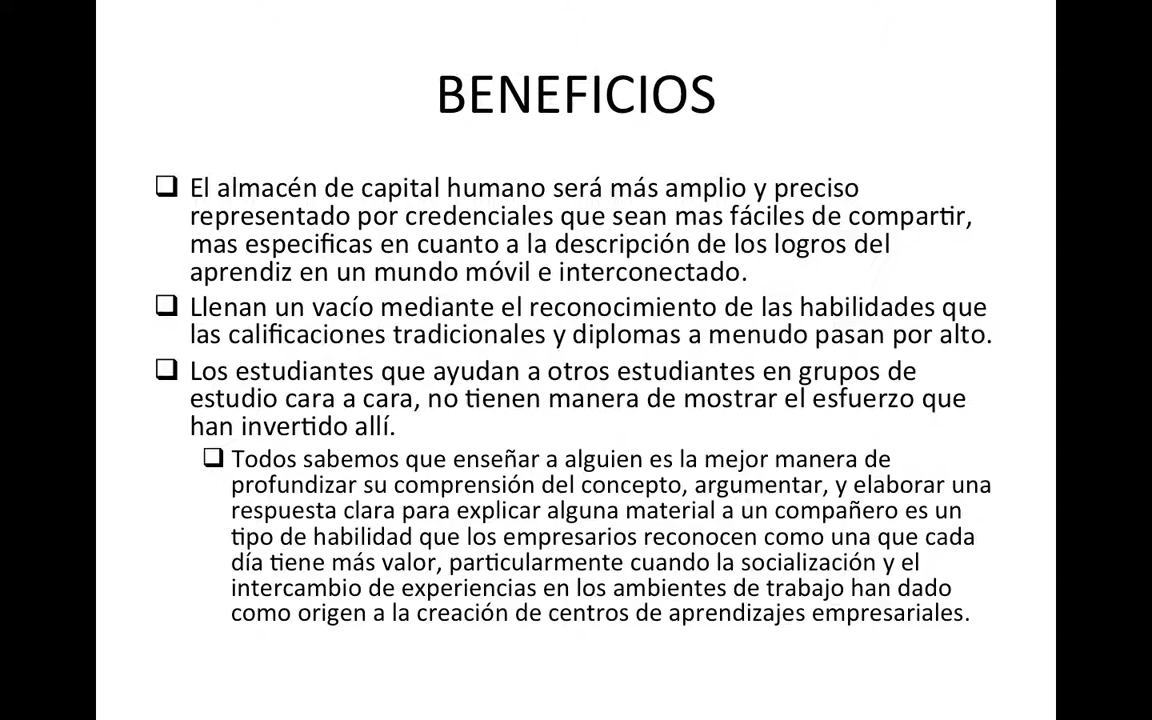 BENEFICIOS
❑ El almacén de capital humano será más amplio y preciso
representado por credenciales que sean mas fáciles de compartir,
mas especificas en cuanto a la descripción de los logros del
aprendiz en un mundo móvil e interconectado.
❑ Llenan un vacío mediante el reconocimiento de las habilidades que
las calificaciones tradicionales y diplomas a menudo pasan por alto.
❑ Los estudiantes que ayudan a otros estudiantes en grupos de
estudio cara a cara, no tienen manera de mostrar el esfuerzo que
han invertido allí.
❑ Todos sabemos que enseñar a alguien es la mejor manera de
profundizar su comprensión del concepto, argumentar, y elaborar una
respuesta clara para explicar alguna material a un compañero es un
tipo de habilidad que los empresarios reconocen como una que cada
día tiene más valor, particularmente cuando la socialización y el
intercambio de experiencias en los ambientes de trabajo han dado
como origen a la creación de centros de aprendizajes empresariales.